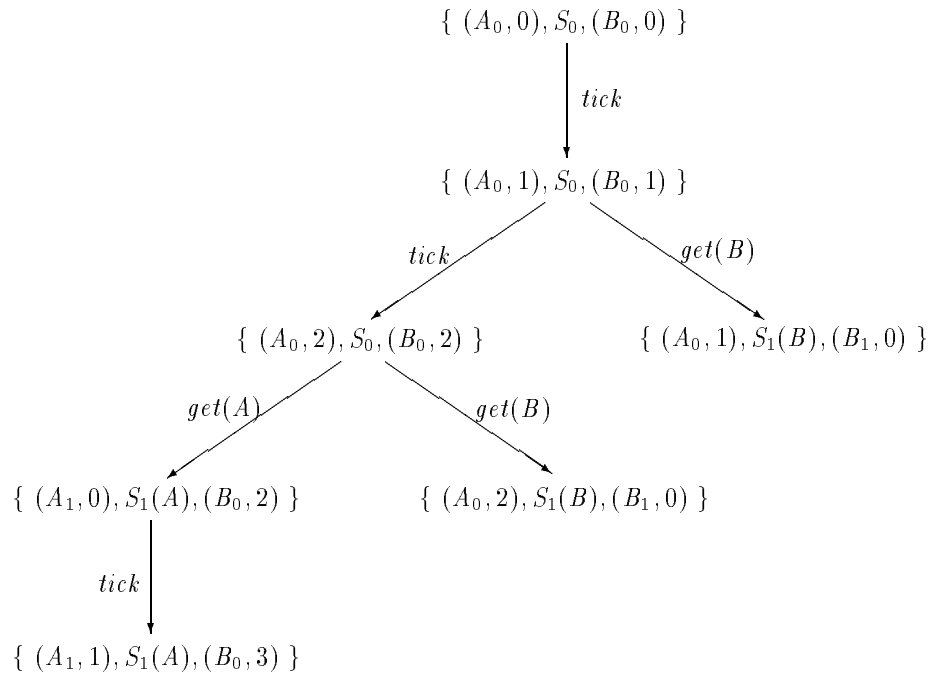 { (A₀, 0), S₀, (B₀, 0) }
tick
{ (A₀, 1), S₀, (B₀, 1) }
tick
get(B)
{ (A₀, 2), S₀, (B₀, 2) }
{ (A₀, 1), S₁(B), (B₁, 0) }
get(A)
get(B)
{ (A₁, 0), S₁(A), (B₀, 2) }
{ (A₀, 2), S₁(B), (B₁, 0) }
tick
{ (A₁, 1), S₁(A), (B₀, 3) }